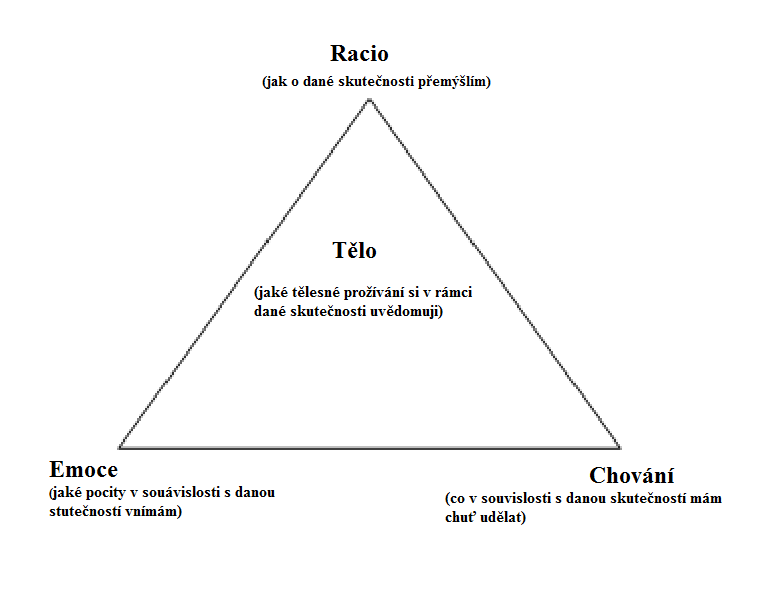 Racio
(jak o dané skutečnosti přemýšlím)
Tělo
(jaké tělesné prožívání si v rámci
dané skutečnosti uvědomuji)
Emoce
(jaké pocity v souávislosti s danou
stutečností vnímám)
Chování
(co v souvislosti s danou skutečností mám
chuť udělat)